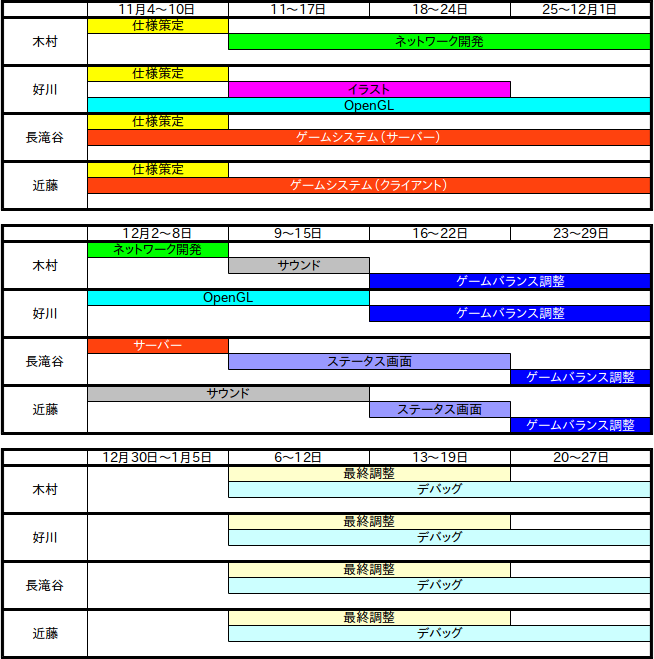 11月4～10日 11～17日 18～24日 25～12月1日
仕様策定
木村 ネットワーク開発
仕様策定
好川 イラスト
OpenGL
仕様策定
長滝谷 ゲームシステム（サーバー）
仕様策定
近藤 ゲームシステム（クライアント）
12月2～8日 9～15日 16～22日 23～29日
ネットワーク開発
木村 サウンド
ゲームバランス調整
OpenGL
好川 ゲームバランス調整
サーバー
長滝谷 ステータス画面
ゲームバランス調整
サウンド
近藤 ステータス画面
ゲームバランス調整
12月30日～1月5日 6～12日 13～19日 20～27日
最終調整
木村 デバッグ
最終調整
好川 デバッグ
最終調整
長滝谷 デバッグ
最終調整
近藤 デバッグ